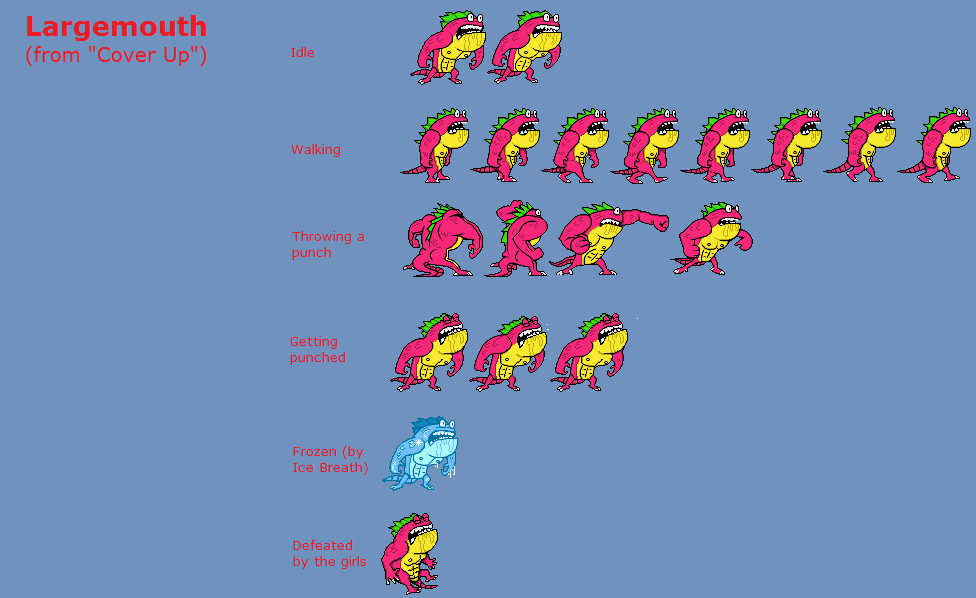 Largemouth
(from "Cover Up")
Idle
Walking
Throwing a
punch
Getting
punched
Frozen (by
Ice Breath)
Defeated
by the girls